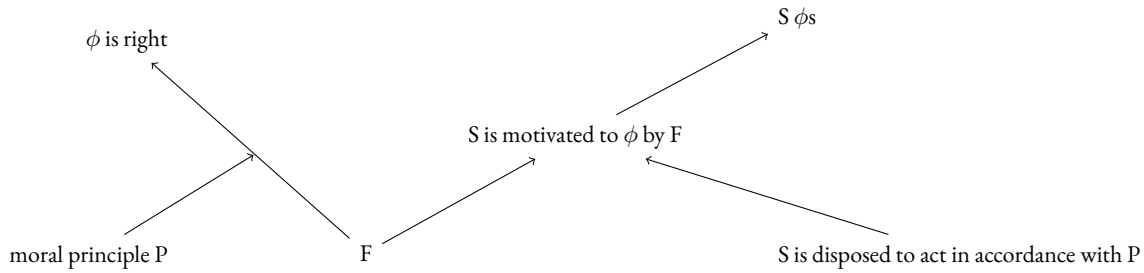 S ϕs
ϕ is right
S is motivated to ϕ by F
moral principle P
F
S is disposed to act in accordance with P